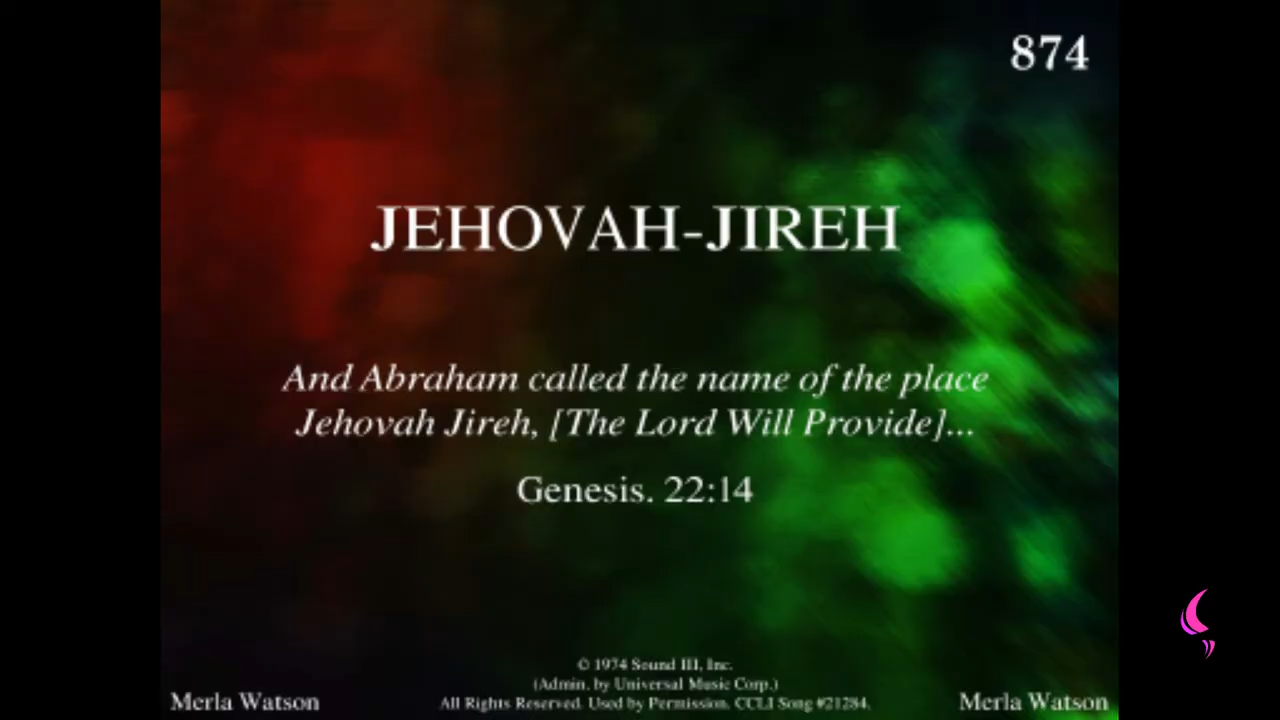 874
JEHOVAH-JIREH
And Abraham called the name of the place
Jehovah Jireh, [The Lord Will Provide]...
Genesis. 22:14
© 1974 Sound III, Inc.
(Admin. by Universal Music Corp.)
All Rights Reserved. Used by Permission. CCLI Song #21284.
Merla Watson
Merla Watson